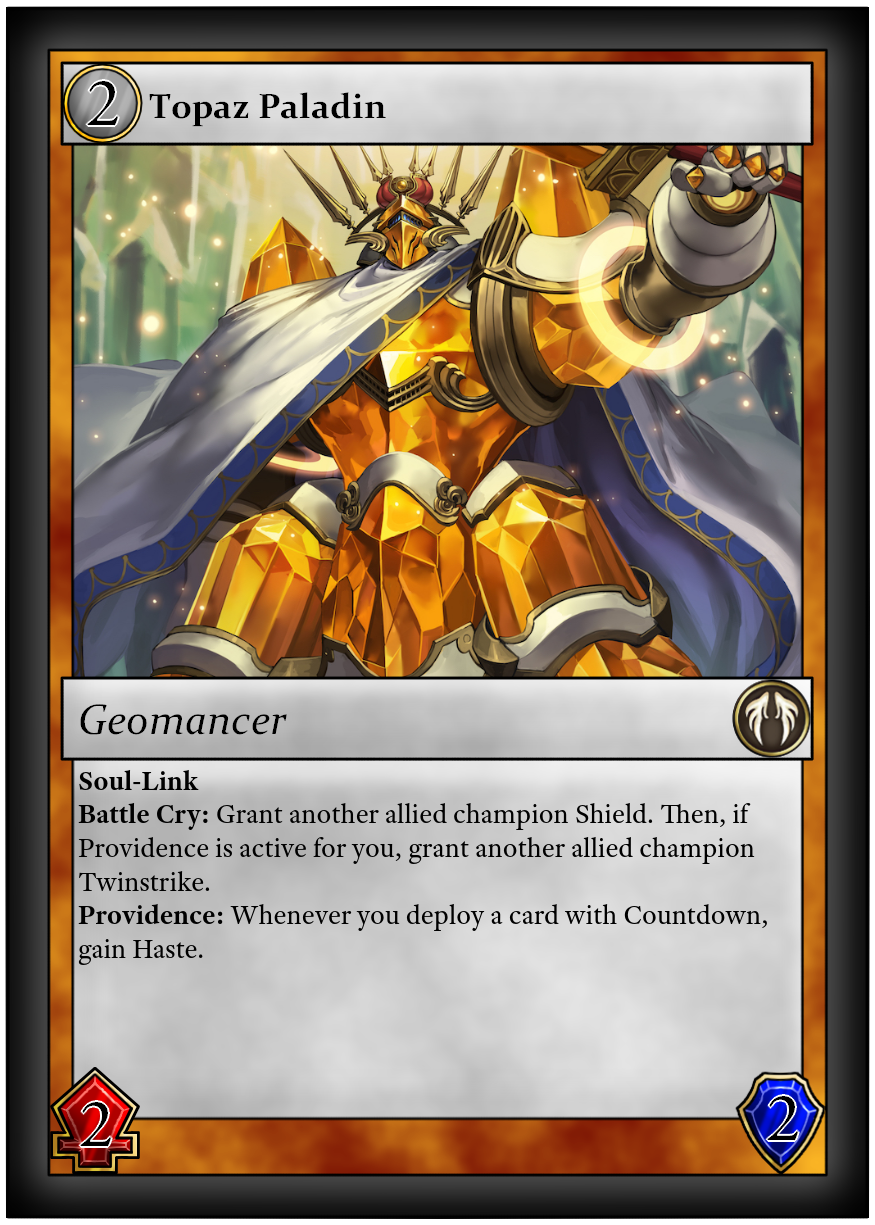 2 Topaz Paladin
Geomancer
Soul-Link
Battle Cry: Grant another allied champion Shield. Then, if
Providence is active for you, grant another allied champion
Twinstrike.
Providence: Whenever you deploy a card with Countdown,
gain Haste.
2 2